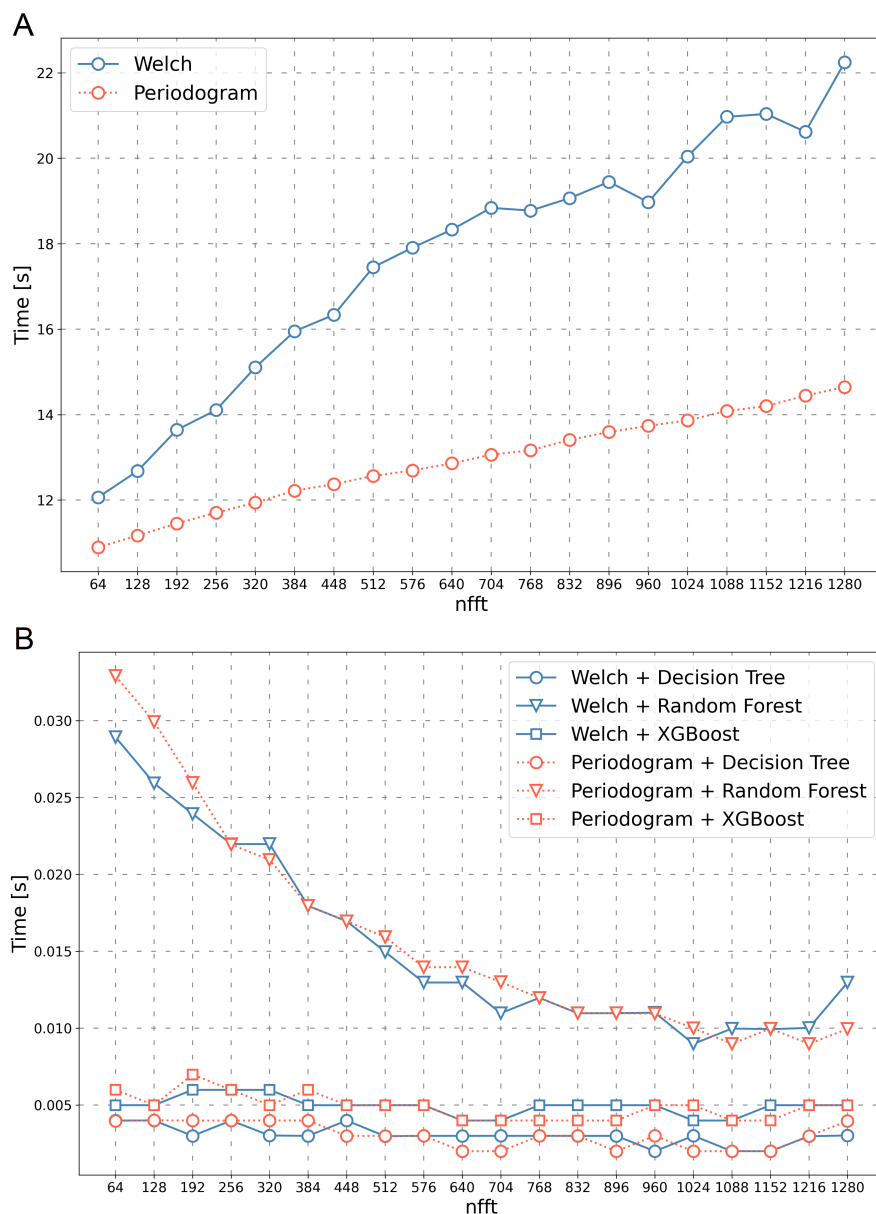 A
Welch
Periodogram
22
20
18
16
14
12
Time [s]
64 128 192 256 320 384 448 512 576 640 704 768 832 896 960 1024 1088 1152 1216 1280
nfft
B
Welch + Decision Tree
Welch + Random Forest
Welch + XGBoost
Periodogram + Decision Tree
Periodogram + Random Forest
Periodogram + XGBoost
0.030
0.025
0.020
0.015
0.010
0.005
Time [s]
64 128 192 256 320 384 448 512 576 640 704 768 832 896 960 1024 1088 1152 1216 1280
nfft